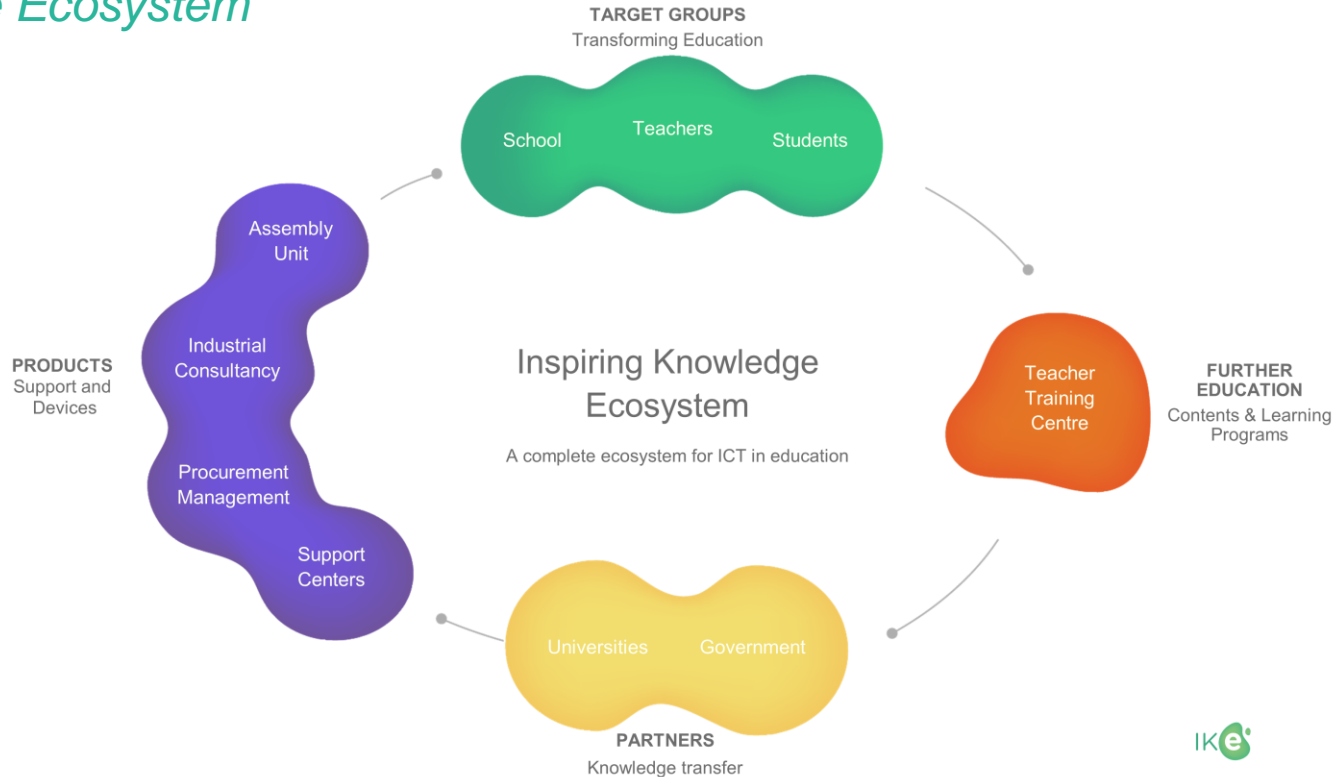 e Ecosystem
TARGET GROUPS
Transforming Education
School
Teachers
Students
Assembly
Unit
Industrial
Consultancy
Procurement
Management
Support
Centers
PRODUCTS
Support and
Devices
Inspiring Knowledge
Ecosystem
A complete ecosystem for ICT in education
Teacher
Training
Centre
FURTHER
EDUCATION
Contents & Learning
Programs
Universities
Government
PARTNERS
Knowledge transfer
IKe